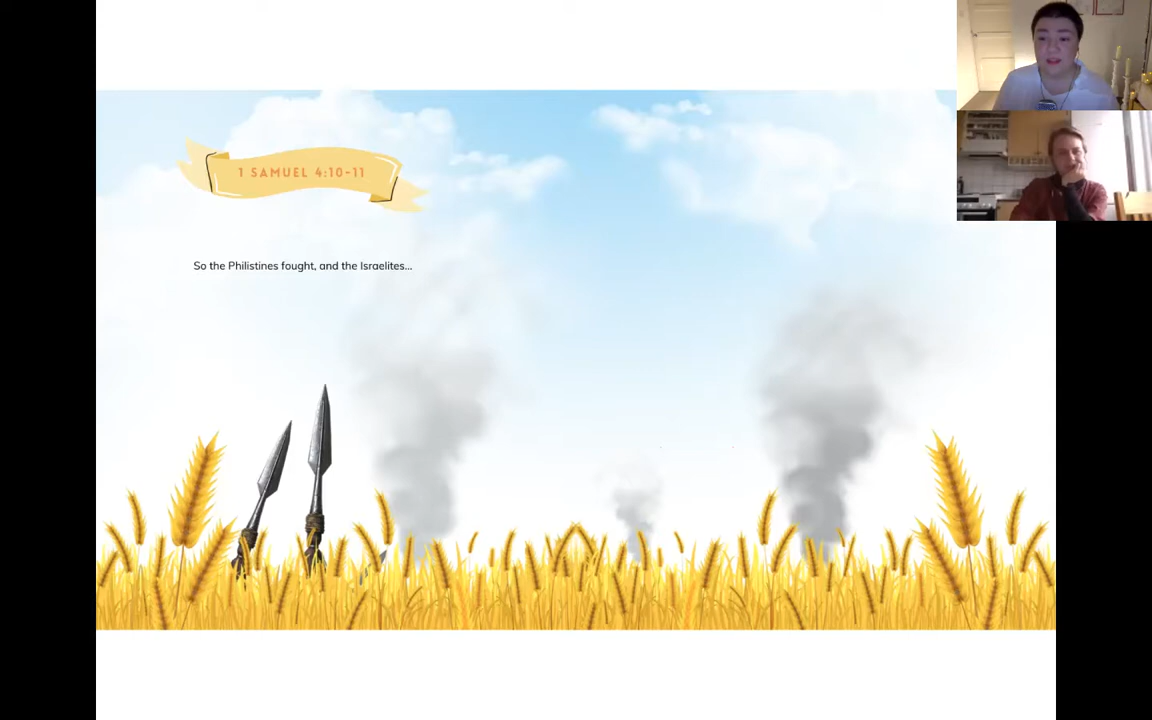 1 SAMUEL 4:10-11
So the Philistines fought, and the Israelites...